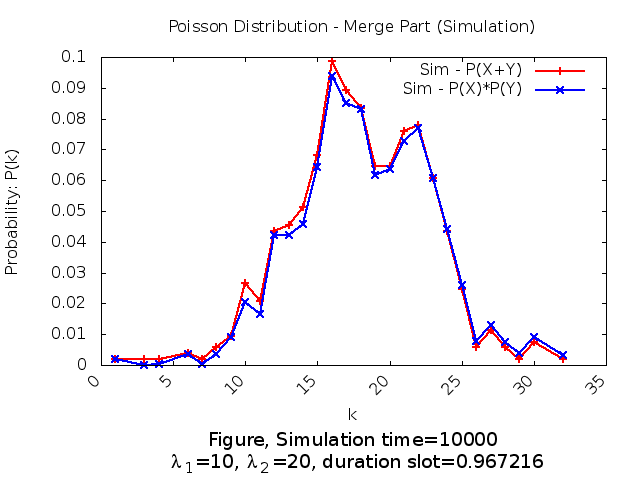 Poisson Distribution - Merge Part (Simulation)
Sim - P(X+Y)
Sim - P(X)*P(Y)
Probability: P(k)
0.1
0.09
0.08
0.07
0.06
0.05
0.04
0.03
0.02
0.01
0
0 5 10 15 20 25 30 35
k
Figure, Simulation time=10000
λ1=10, λ2=20, duration slot=0.967216